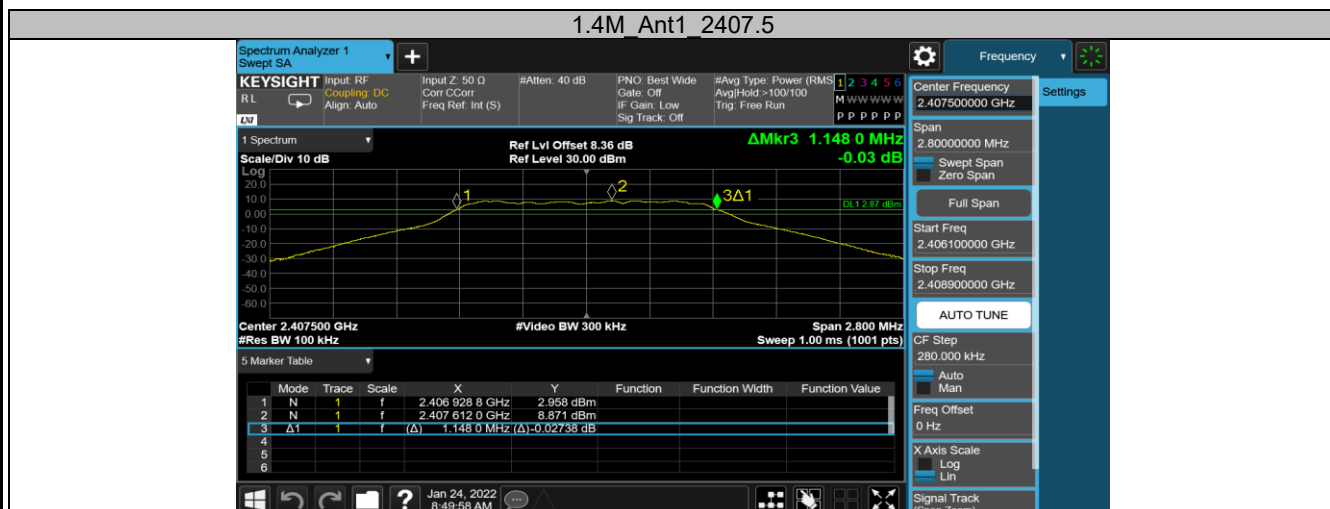 1.4M_Ant1_2407.5
Spectrum Analyzer 1
Swept SA
+
Frequency
KEYSIGHT
RL
LXI
Input: RF
Coupling: DC
Align: Auto
Input Z: 50 Ω
Corr CCorr
Freq Ref: Int (S)
#Atten: 40 dB
PNO: Best Wide
Gate: Off
IF Gain: Low
Sig Track: Off
#Avg Type: Power (RMS
Avg|Hold:>100/100
Trig: Free Run
1 2 3 4 5 6
M W W W W W
P P P P P P
1 Spectrum
Scale/Div 10 dB
Ref Lvl Offset 8.36 dB
Ref Level 30.00 dBm
ΔMkr3 1.148 0 MHz
-0.03 dB
Log
20.0
10.0
0.00
-10.0
-20.0
-30.0
-40.0
-50.0
-60.0
1
2
3Δ1
DL1 2.87 dBm
Center 2.407500 GHz
#Video BW 300 kHz
Span 2.800 MHz
#Res BW 100 kHz
Sweep 1.00 ms (1001 pts)
5 Marker Table
Mode Trace Scale X Y Function Function Width Function Value
1 N 1 f 2.406 928 8 GHz 2.958 dBm
2 N 1 f 2.407 612 0 GHz 8.871 dBm
3 Δ1 1 f (Δ) 1.148 0 MHz (Δ)-0.02738 dB
4
5
6
?
Jan 24, 2022
8:49:58 AM
Center Frequency
2.407500000 GHz
Settings
Span
2.80000000 MHz
Swept Span
Zero Span
Full Span
Start Freq
2.406100000 GHz
Stop Freq
2.408900000 GHz
AUTO TUNE
CF Step
280.000 kHz
Auto
Man
Freq Offset
0 Hz
X Axis Scale
Log
Lin
Signal Track
(Span Zoom)